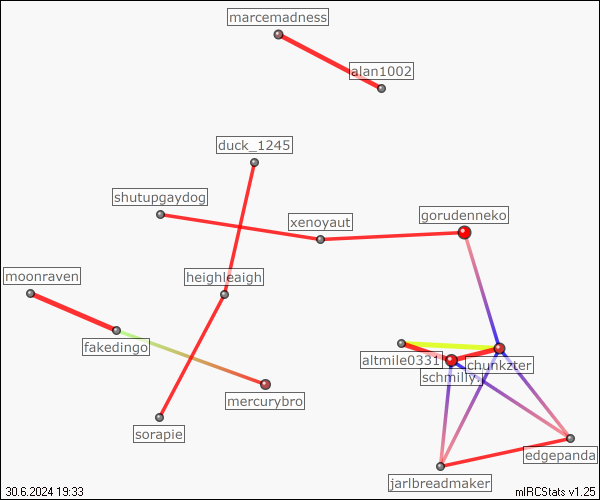 marcemadness
alan1002
duck_1245
shutupgaydog
xenoyaut
gorudenneko
moonraven
heighleaigh
fakedingo
altmile0331
chunkzter
schmilly.
mercurybro
sorapie
edgepanda
jarlbreadmaker
30.6.2024 19:33
mIRCStats v1.25